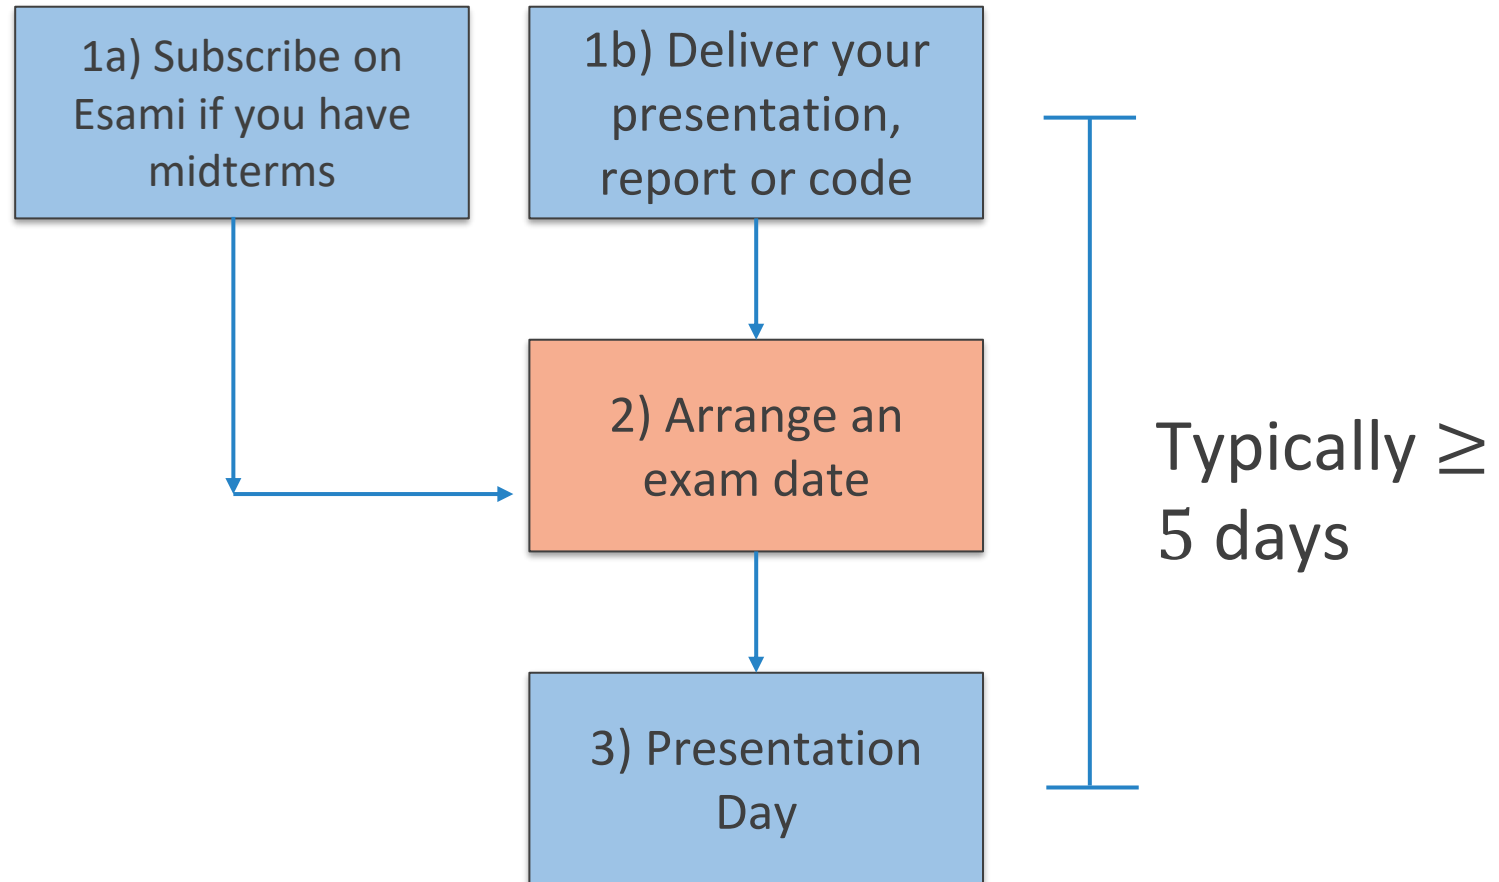 1a) Subscribe on
Esami if you have
midterms
1b) Deliver your
presentation,
report or code
2) Arrange an
exam date
3) Presentation
Day
Typically ≥
5 days